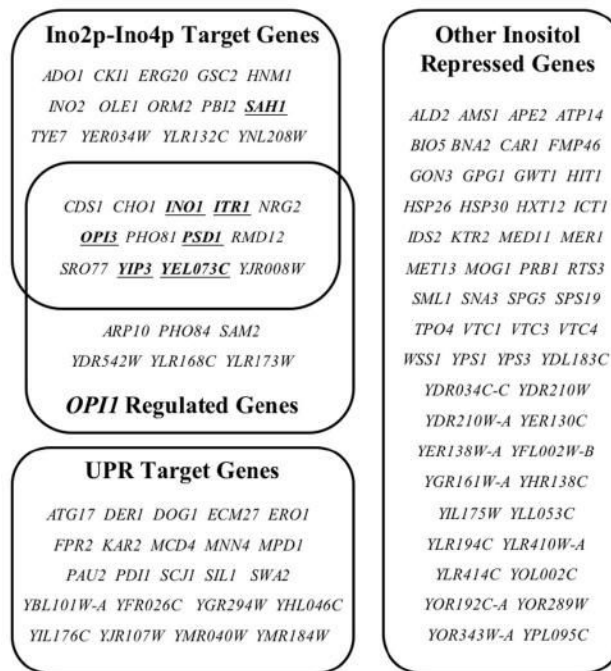 Ino2p-Ino4p Target Genes
ADO1 CKI1 ERG20 GSC2 HNM1
INO2 OLE1 ORM2 PBI2 SAH1
TYE7 YER034W YLR132C YNL208W
CDS1 CHO1 INO1 ITR1 NRG2
OPI3 PHO81 PSD1 RMD12
SRO77 YIP3 YEL073C YJR008W
ARP10 PHO84 SAM2
YDR542W YLR168C YLR173W
OPI1 Regulated Genes
UPR Target Genes
ATG17 DER1 DOG1 ECM27 ERO1
FPR2 KAR2 MCD4 MNN4 MPD1
PAU2 PDI1 SCJ1 SIL1 SWA2
YBL101W-A YFR026C YGR294W YHL046C
YIL176C YJR107W YMR040W YMR184W
Other Inositol
Repressed Genes
ALD2 AMS1 APE2 ATP14
BIO5 BNA2 CAR1 FMP46
GON3 GPG1 GWT1 HIT1
HSP26 HSP30 HXT12 ICT1
IDS2 KTR2 MED11 MER1
MET13 MOG1 PRB1 RTS3
SML1 SNA3 SPG5 SPS19
TPO4 VTC1 VTC3 VTC4
WSS1 YPS1 YPS3 YDL183C
YDR034C-C YDR210W
YDR210W-A YER130C
YER138W-A YFL002W-B
YGR161W-A YHR138C
YIL175W YLL053C
YLR194C YLR410W-A
YLR414C YOL002C
YOR192C-A YOR289W
YOR343W-A YPL095C